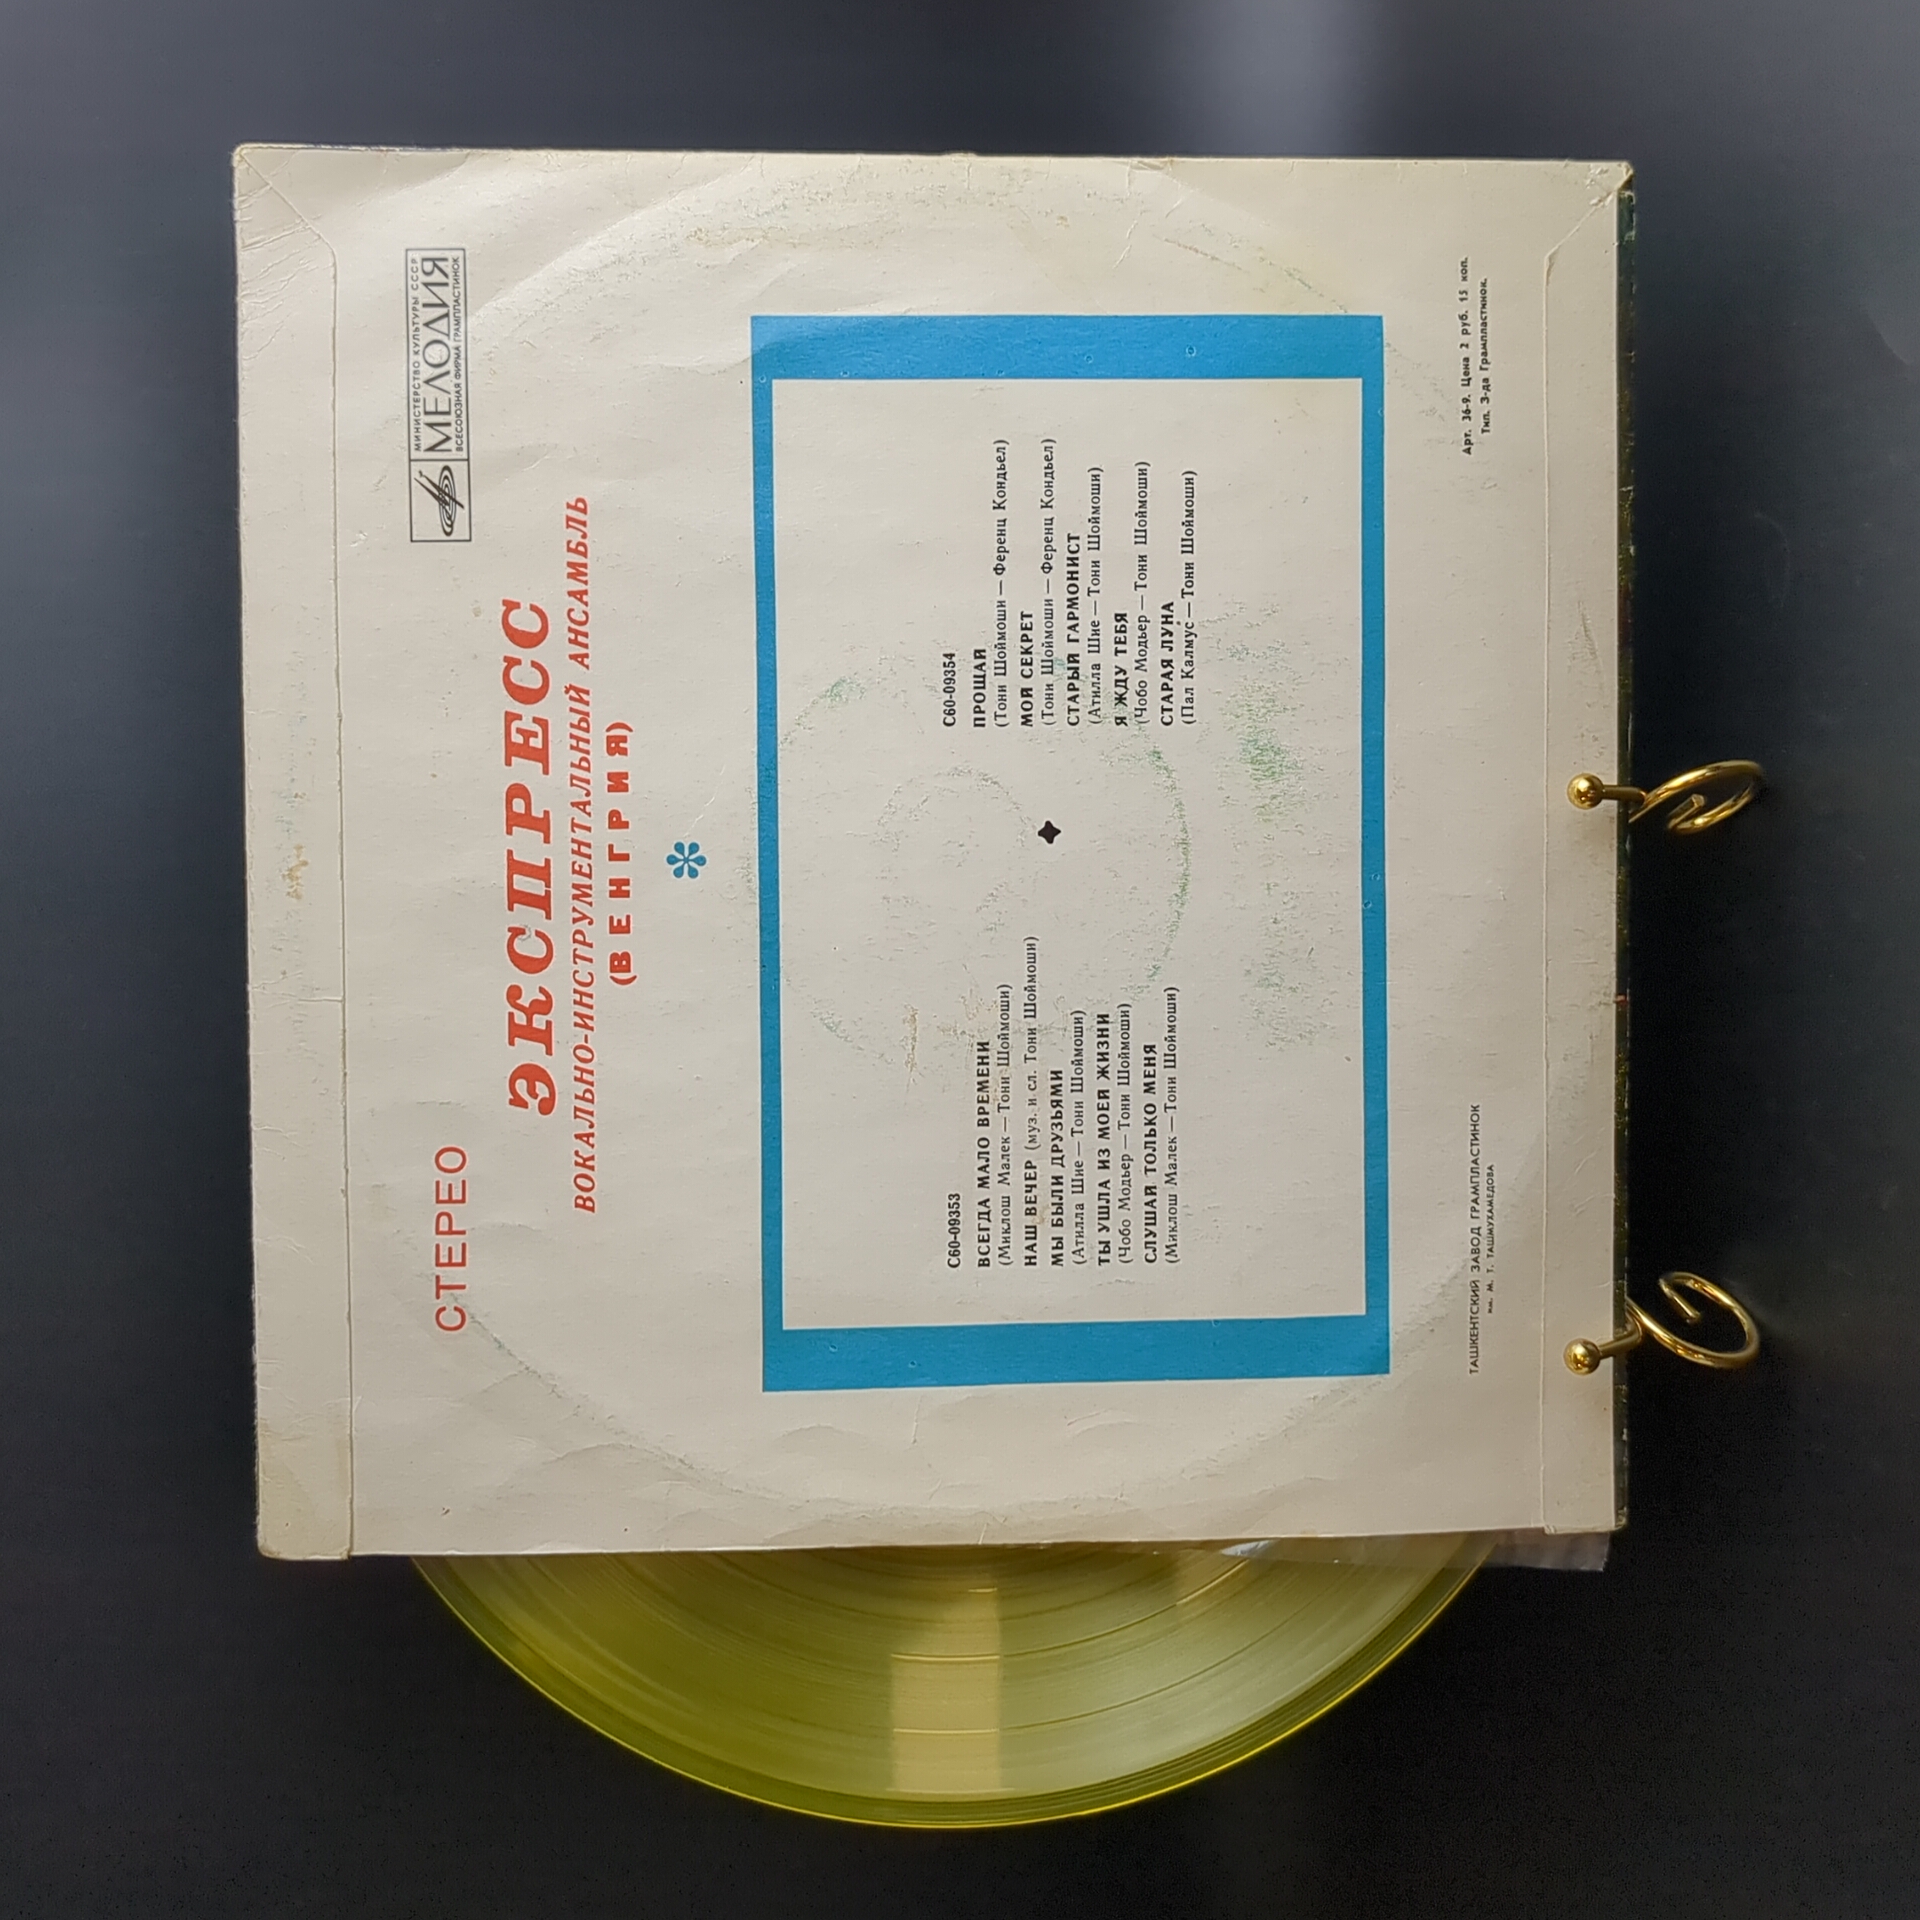 СТЕРЕО
МИНИСТЕРСТВО КУЛЬТУРЫ СССР
МЕЛОДИЯ
ВСЕСОЮЗНАЯ ФИРМА ГРАМПЛАСТИНОК
ЭКСПРЕСС
ВОКАЛЬНО-ИНСТРУМЕНТАЛЬНЫЙ АНСАМБЛЬ
(ВЕНГРИЯ)
С60-09353
ВСЕГДА МАЛО ВРЕМЕНИ
(Миклош Малек — Тони Шоймоши)
НАШ ВЕЧЕР (муз. и сл. Тони Шоймоши)
МЫ БЫЛИ ДРУЗЬЯМИ
(Атилла Шие — Тони Шоймоши)
ТЫ УШЛА ИЗ МОЕЙ ЖИЗНИ
(Чобо Модьер — Тони Шоймоши)
СЛУШАЙ ТОЛЬКО МЕНЯ
(Миклош Малек — Тони Шоймоши)
С60-09354
ПРОЩАЙ
(Тони Шоймоши — Ференц Кондьел)
МОЙ СЕКРЕТ
(Тони Шоймоши — Ференц Кондьел)
СТАРЫЙ ГАРМОНИСТ
(Атилла Шие — Тони Шоймоши)
Я ЖДУ ТЕБЯ
(Чобо Модьер — Тони Шоймоши)
СТАРАЯ ЛУНА
(Пал Калмус — Тони Шоймоши)
ТАШКЕНТСКИЙ ЗАВОД ГРАМПЛАСТИНОК
им. М. Т. ТАШМУХАМЕДОВА
Арт. 36-9. Цена 2 руб. 15 коп.
Тип. З-да Грампластинок.